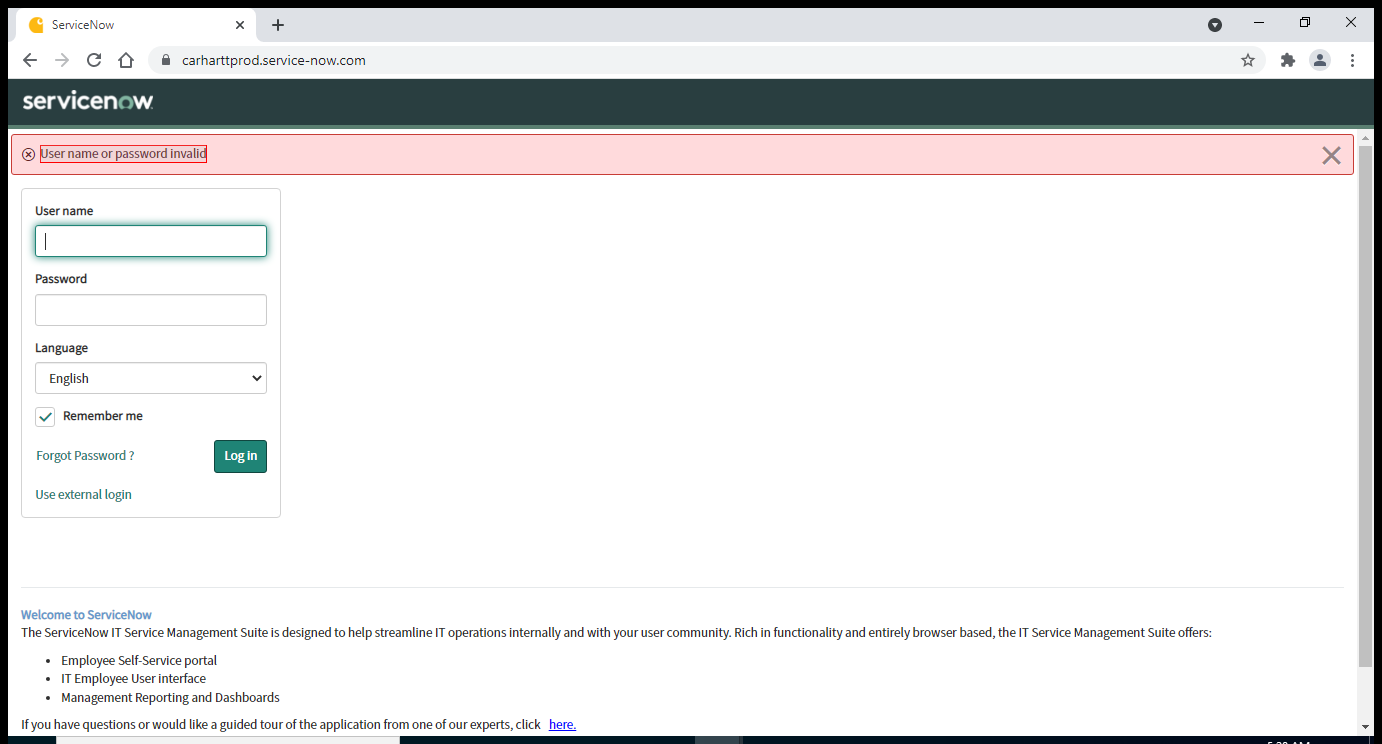 ServiceNow
carharttprod.service-now.com
servicenow
User name or password invalid
User name
Password
Language
English
Remember me
Forgot Password ?
Log in
Use external login
Welcome to ServiceNow
The ServiceNow IT Service Management Suite is designed to help streamline IT operations internally and with your user community. Rich in functionality and entirely browser based, the IT Service Management Suite offers:
• Employee Self-Service portal
• IT Employee User interface
• Management Reporting and Dashboards
If you have questions or would like a guided tour of the application from one of our experts, click here.